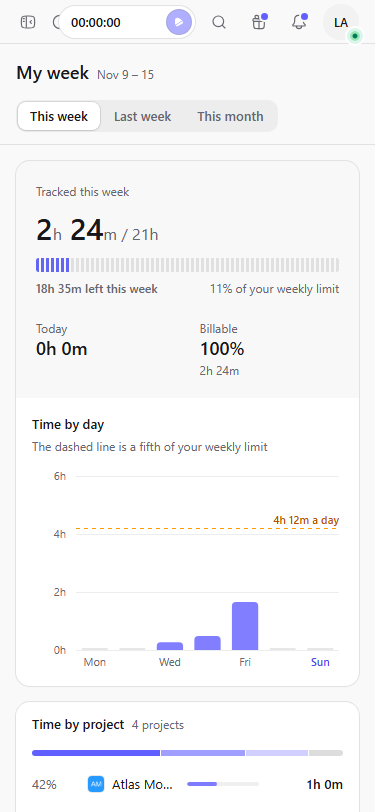 00:00:00
LA
My week Nov 9 – 15
This week Last week This month
Tracked this week
2h 24m / 21h
18h 35m left this week 11% of your weekly limit
Today Billable
0h 0m 100%
2h 24m
Time by day
The dashed line is a fifth of your weekly limit
6h
4h 12m a day
4h
2h
0h
Mon Wed Fri Sun
Time by project 4 projects
42% AM Atlas Mo... 1h 0m